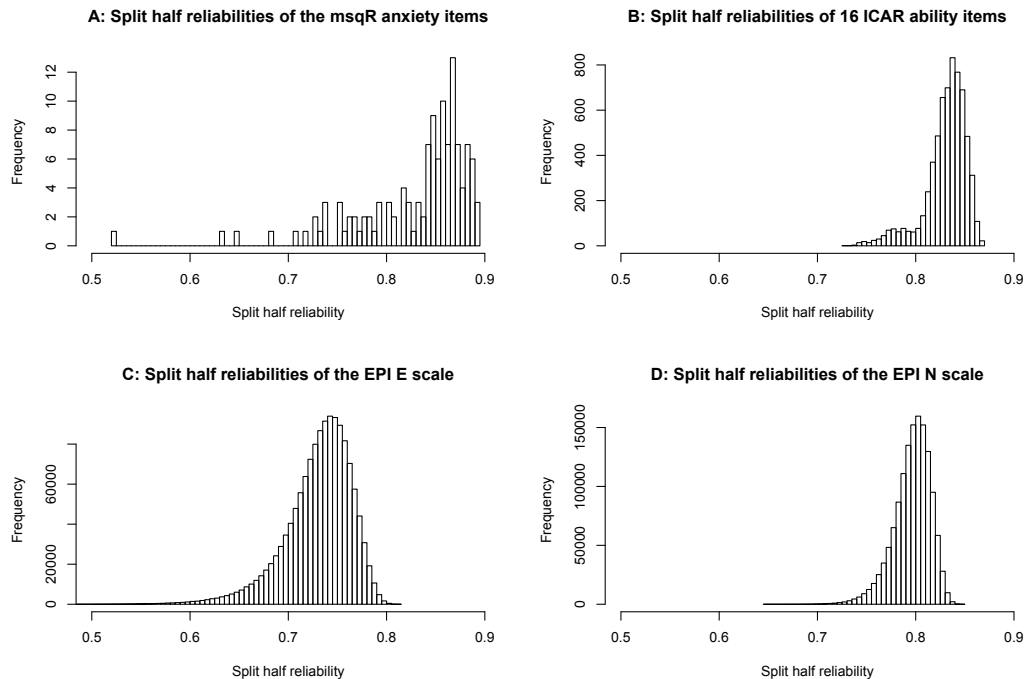 A: Split half reliabilities of the msqR anxiety items
Frequency
0 2 4 6 8 10 12
0.5 0.6 0.7 0.8 0.9
Split half reliability
B: Split half reliabilities of 16 ICAR ability items
Frequency
0 200 400 600 800
0.5 0.6 0.7 0.8 0.9
Split half reliability
C: Split half reliabilities of the EPI E scale
Frequency
0 20000 60000
0.5 0.6 0.7 0.8 0.9
Split half reliability
D: Split half reliabilities of the EPI N scale
Frequency
0 50000 100000 150000
0.5 0.6 0.7 0.8 0.9
Split half reliability